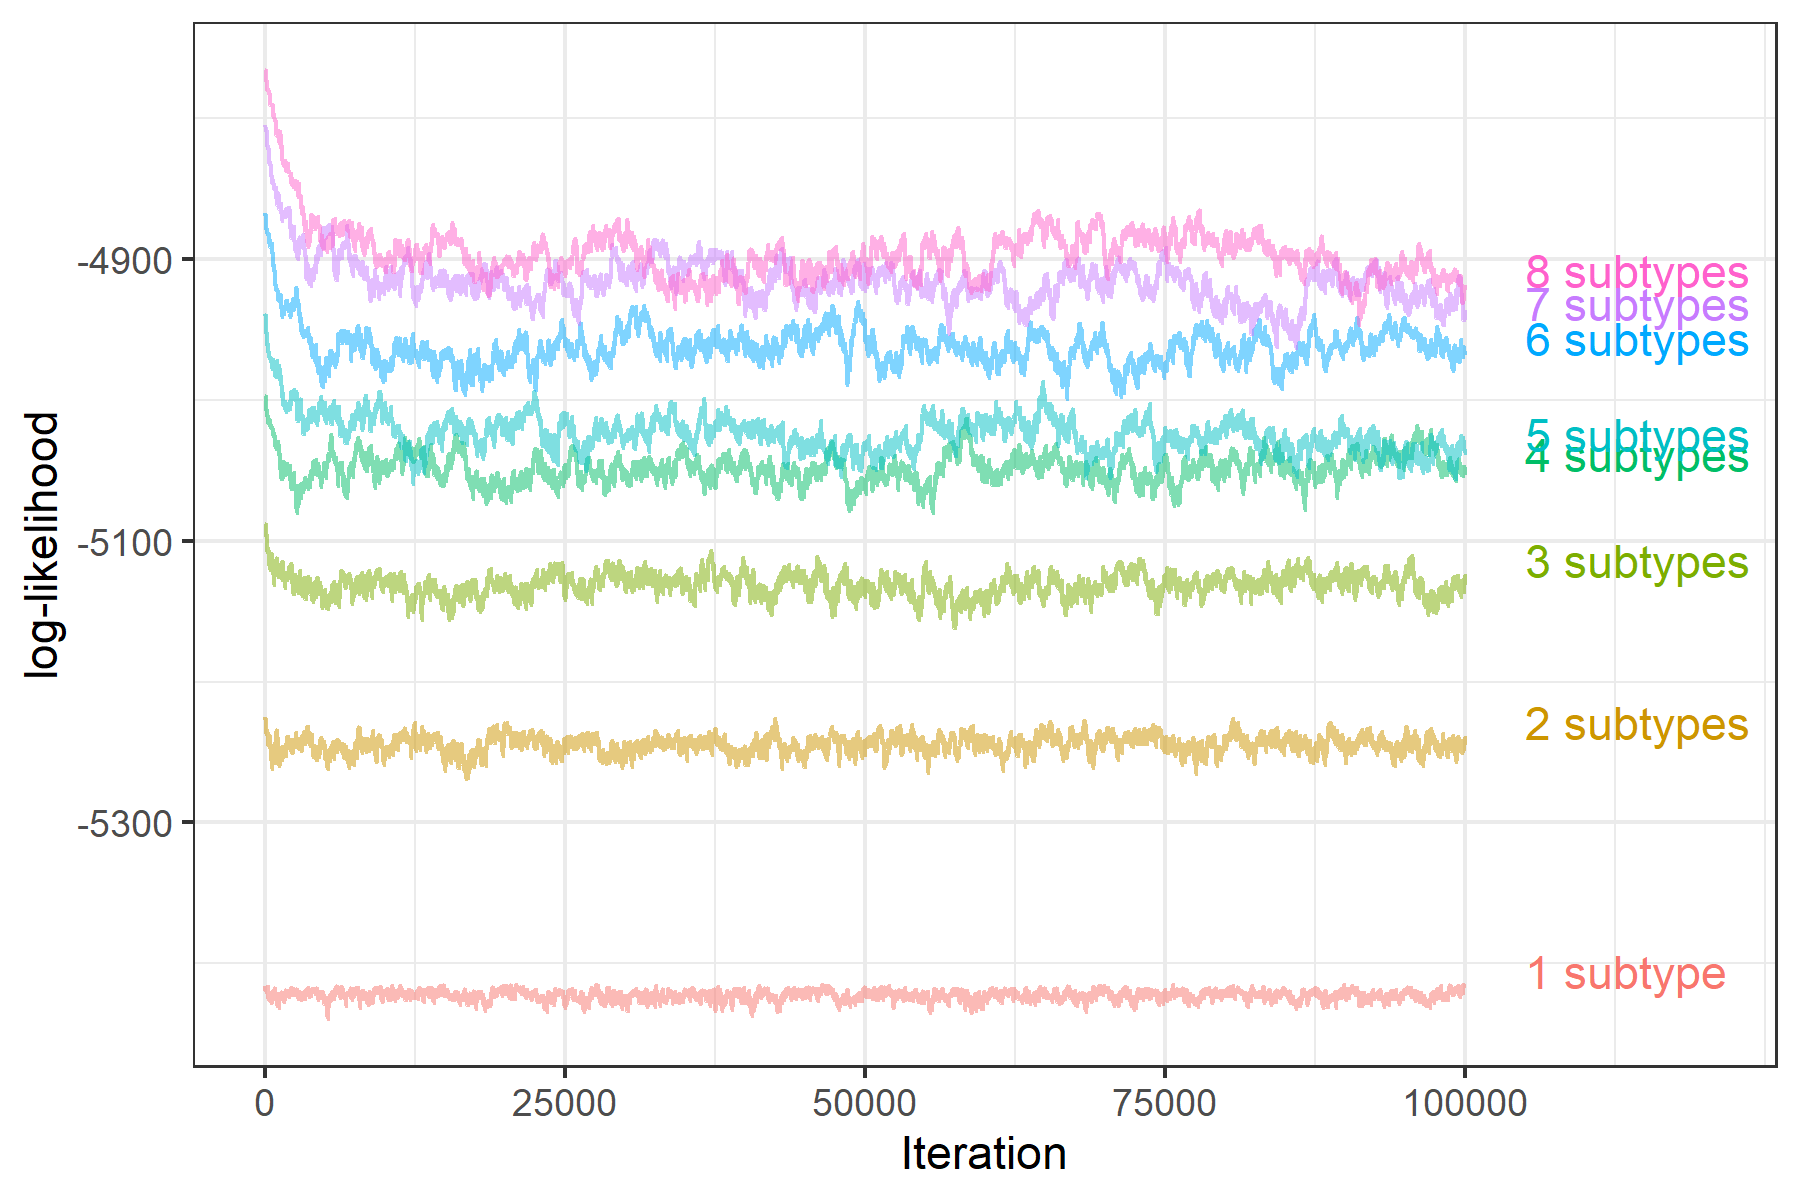 log-likelihood
-4900
-5100
-5300
8 subtypes
7 subtypes
6 subtypes
5 subtypes
4 subtypes
3 subtypes
2 subtypes
1 subtype
0 25000 50000 75000 100000
Iteration